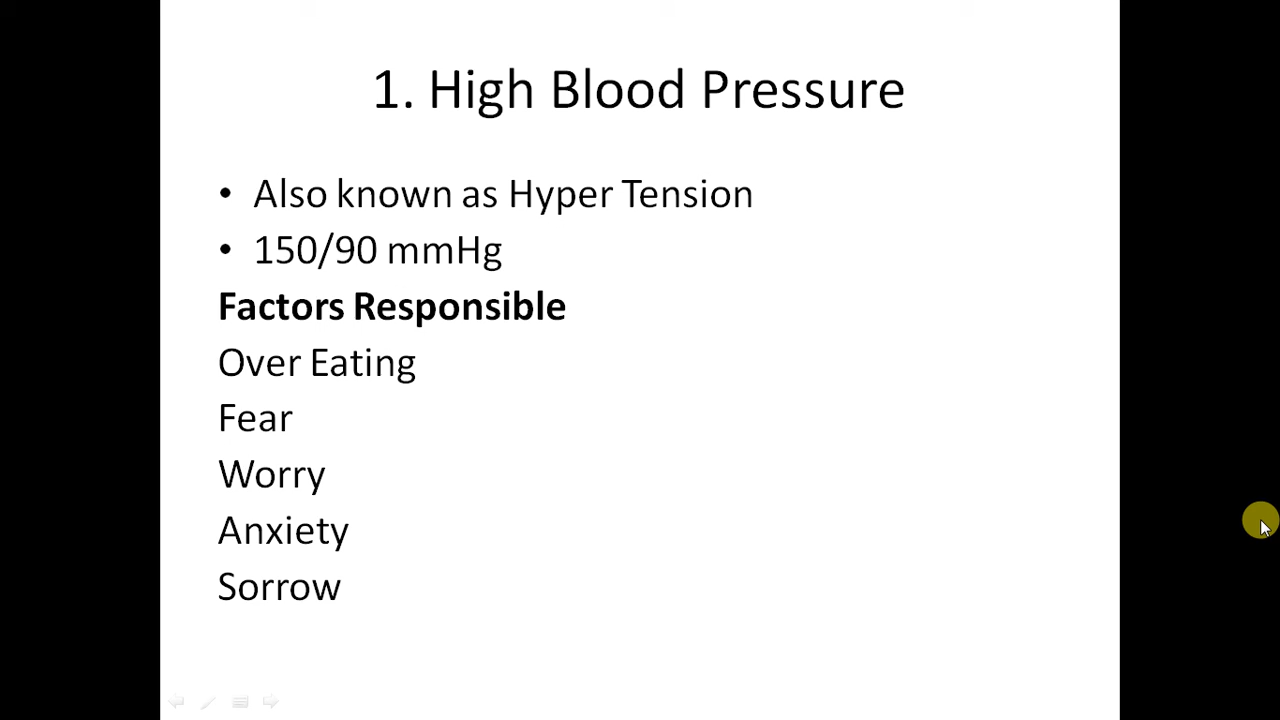 1. High Blood Pressure
• Also known as Hyper Tension
• 150/90 mmHg
Factors Responsible
Over Eating
Fear
Worry
Anxiety
Sorrow